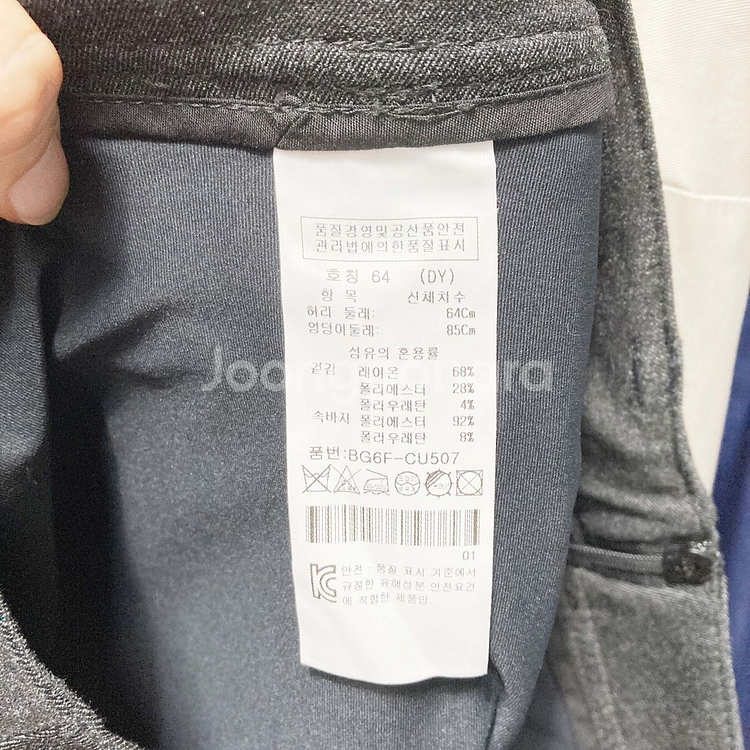 품질경영및공산품안전
관리법에의한품질표시
호칭 64 (DY)
항 목 신체치수
허리 둘레: 64Cm
엉덩이둘레: 85Cm
섬유의 혼용률
겉감 레이온 68%
폴리에스터 28%
폴리우레탄 4%
속바지 폴리에스터 92%
폴리우레탄 8%
품번:BG6F-CU507
01
안전 : 품질 표시 기준에서
규정한 유해성분 안전요건
에 적합한 제품임